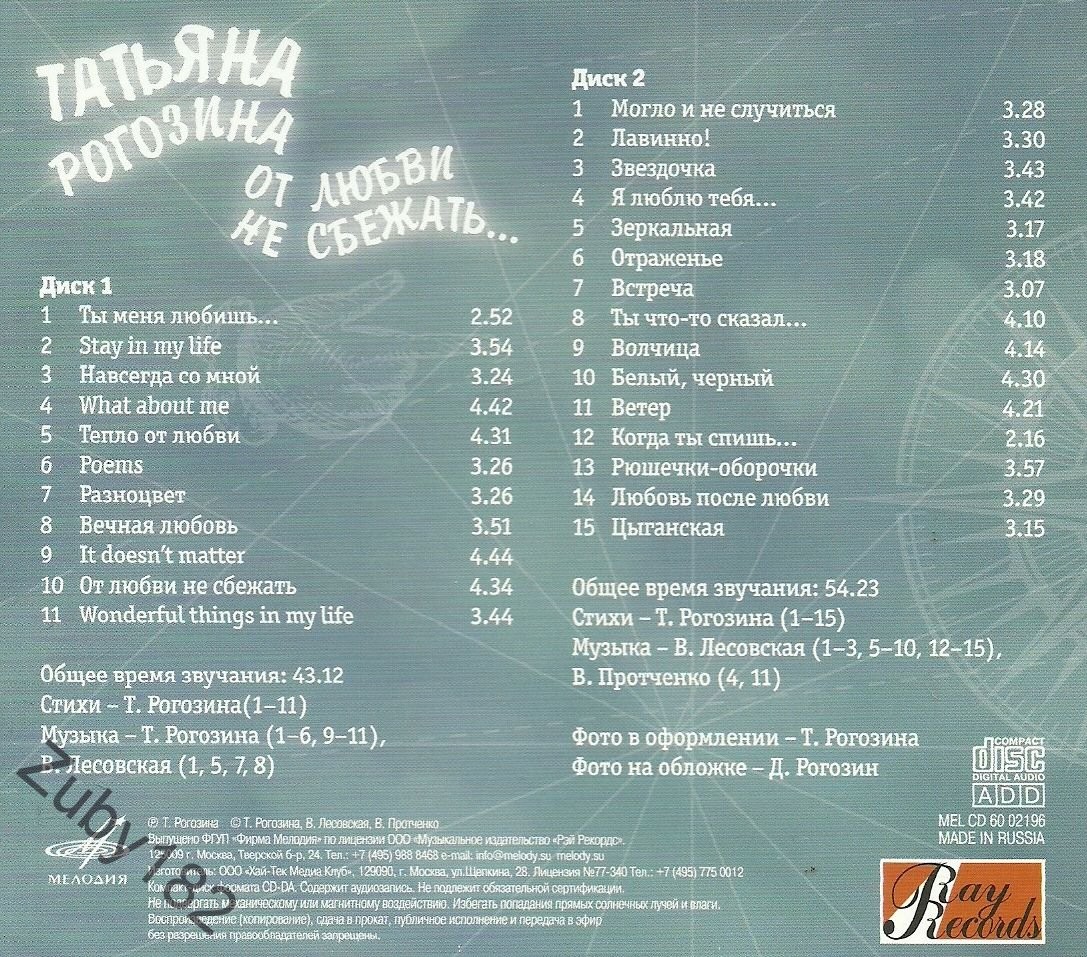 ТАТЬЯНА
РОГОЗИНА
ОТ ЛЮБВИ
НЕ СБЕЖАТЬ...
Диск 1
1 Ты меня любишь... 2.52
2 Stay in my life 3.54
3 Навсегда со мной 3.24
4 What about me 4.42
5 Тепло от любви 4.31
6 Poems 3.26
7 Разноцвет 3.26
8 Вечная любовь 3.51
9 It doesn't matter 4.44
10 От любви не сбежать 4.34
11 Wonderful things in my life 3.44
Общее время звучания: 43.12
Стихи – Т. Рогозина(1–11)
Музыка – Т. Рогозина (1–6, 9–11),
В. Лесовская (1, 5, 7, 8)
Диск 2
1 Могло и не случиться 3.28
2 Лавинно! 3.30
3 Звездочка 3.43
4 Я люблю тебя... 3.42
5 Зеркальная 3.17
6 Отраженье 3.18
7 Встреча 3.07
8 Ты что-то сказал... 4.10
9 Волчица 4.14
10 Белый, черный 4.30
11 Ветер 4.21
12 Когда ты спишь... 2.16
13 Рюшечки-оборочки 3.57
14 Любовь после любви 3.29
15 Цыганская 3.15
Общее время звучания: 54.23
Стихи – Т. Рогозина (1–15)
Музыка – В. Лесовская (1–3, 5–10, 12–15),
В. Протченко (4, 11)
Фото в оформлении – Т. Рогозина
Фото на обложке – Д. Рогозин
COMPACT
disc
DIGITAL AUDIO
ADD
MEL CD 60 02196
MADE IN RUSSIA
Ray
Records
МЕЛОДИЯ
℗ Т. Рогозина © Т. Рогозина, В. Лесовская, В. Протченко
Выпущено ФГУП «Фирма Мелодия» по лицензии ООО «Музыкальное издательство «Рэй Рекордс».
г. Москва, Тверской б-р, 24. Тел.: +7 (495) 988 8468 e-mail: info@melody.su melody.su
Изготовитель: ООО «Хай-Тек Медиа Клуб», 129090, г. Москва, ул.Щепкина, 28. Лицензия №77-340 Тел.: +7 (495) 775 0012
Компакт-диск формата CD-DA. Содержит аудиозапись. Не подлежит обязательной сертификации.
Не подвергать механическому или магнитному воздействию. Избегать попадания прямых солнечных лучей и влаги.
Воспроизведение (копирование), сдача в прокат, публичное исполнение и передача в эфир
без разрешения правообладателей запрещены.
Zuby182